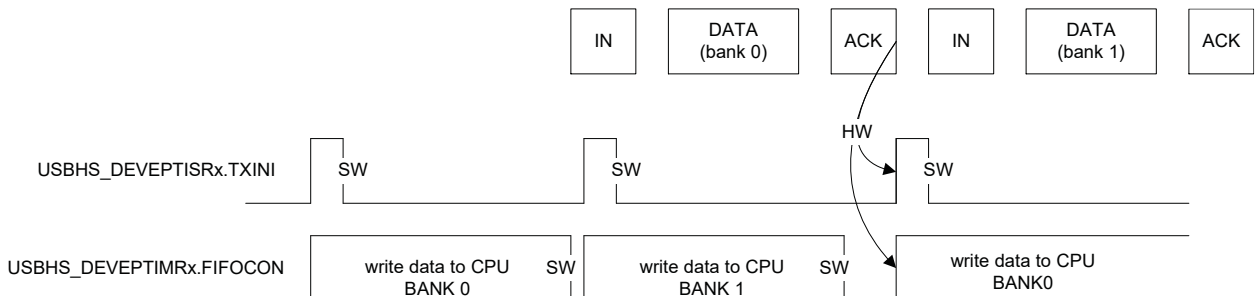 IN
DATA
(bank 0)
ACK
IN
DATA
(bank 1)
ACK
HW
USBHS_DEVEPTISRx.TXINI
SW
SW
SW
USBHS_DEVEPTIMRx.FIFOCON
write data to CPU
BANK 0
SW
write data to CPU
BANK 1
SW
write data to CPU
BANK0